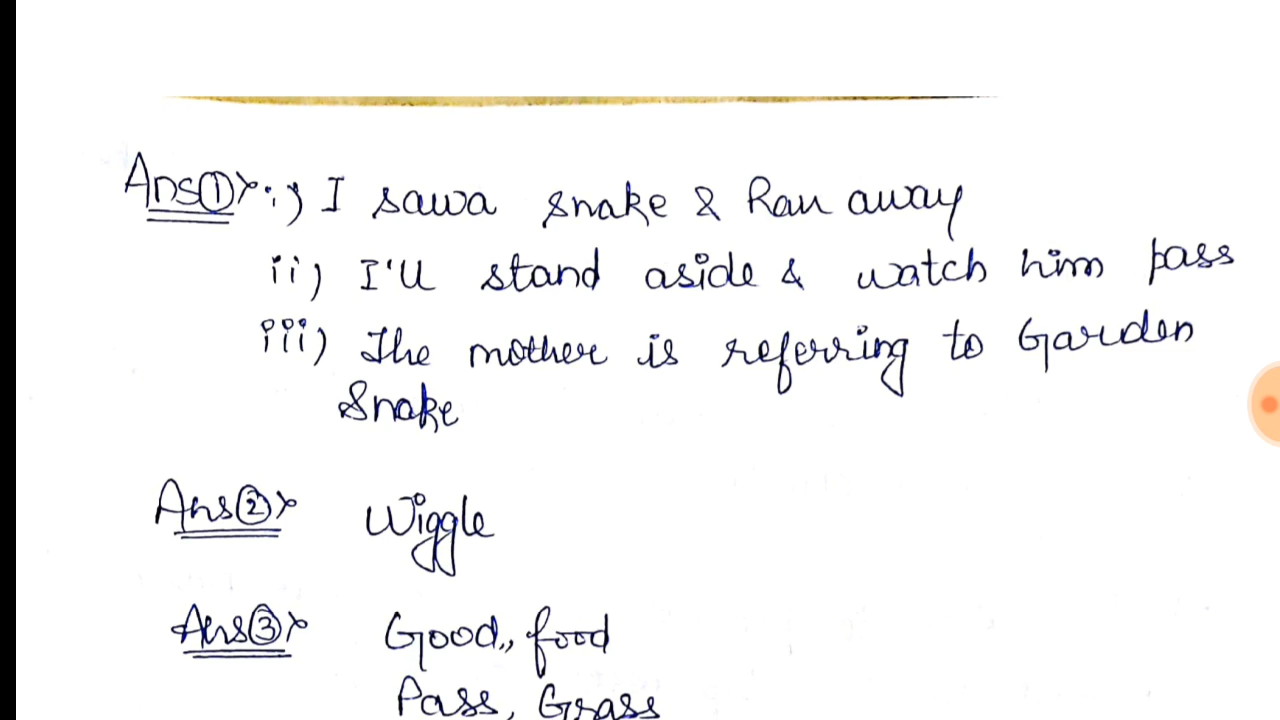 Ans① i) I sawa snake & Ran away
ii) I'll stand aside & watch him pass
iii) The mother is referring to Garden
Snake
Ans② Wiggle
Ans③ Good,, food
Pass, Grass